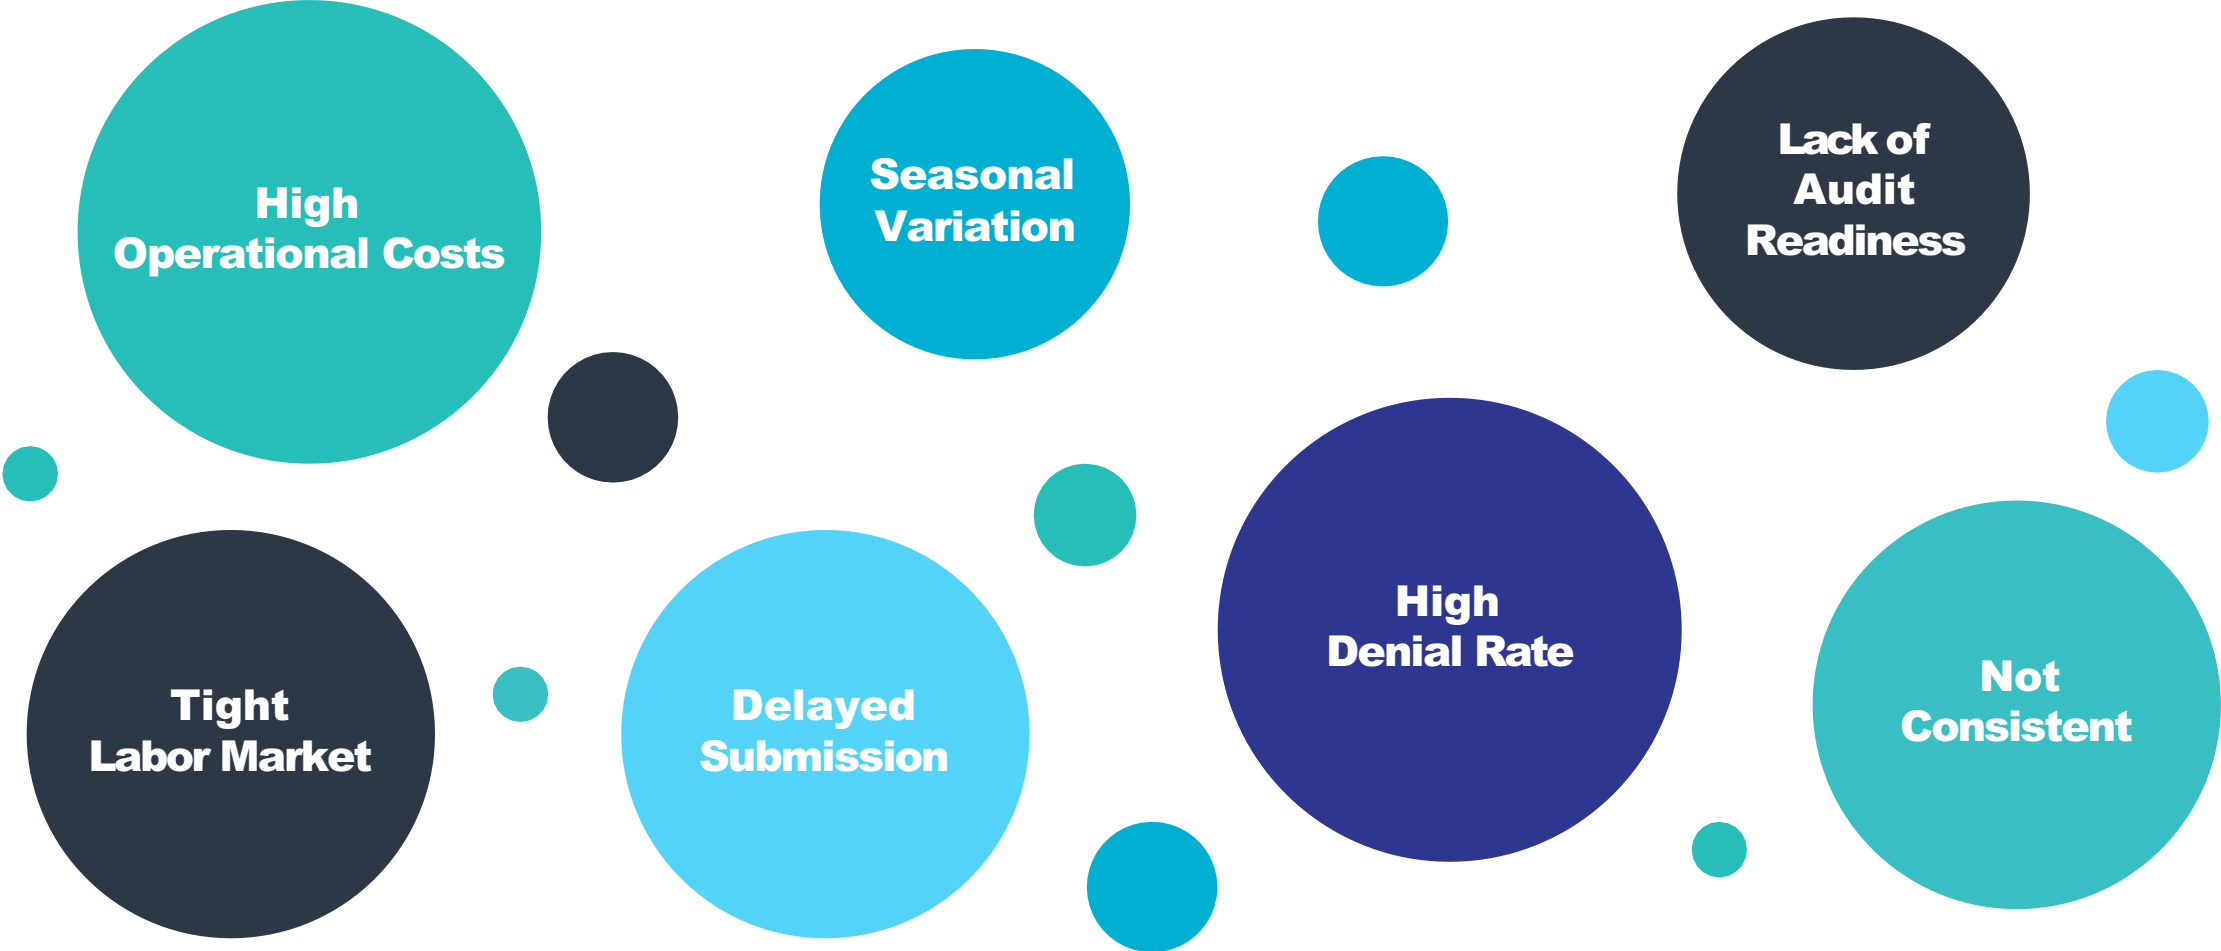 High
Operational Costs
Seasonal
Variation
Lack of
Audit
Readiness
Tight
Labor Market
Delayed
Submission
High
Denial Rate
Not
Consistent